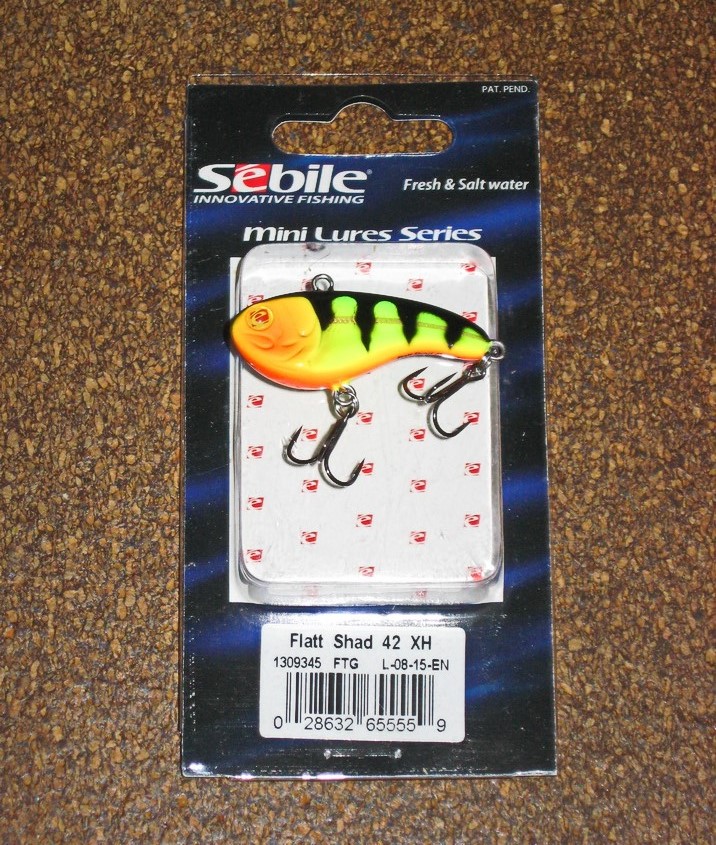 PAT. PEND.
Sébile®
INNOVATIVE FISHING
Fresh & Salt water
Mini Lures Series
Flatt Shad 42 XH
1309345 FTG L-08-15-EN
0 28632 65555 9